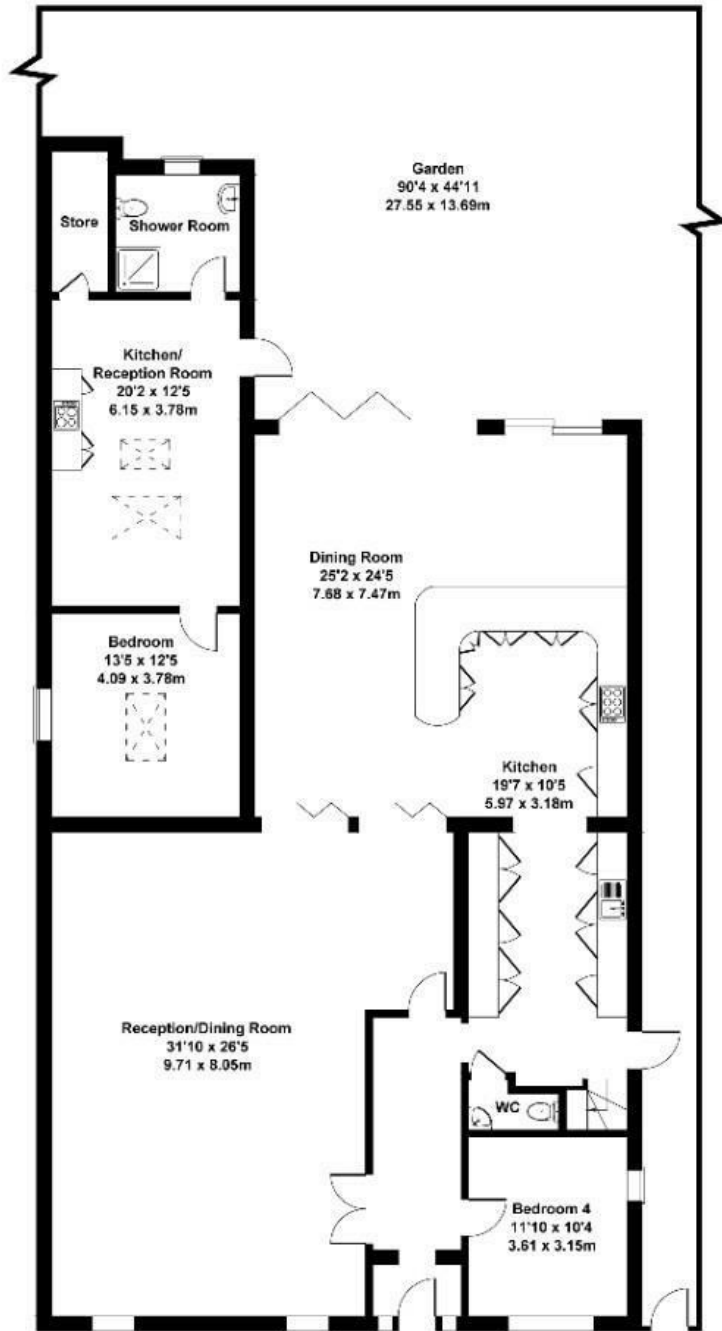 Garden
90'4 x 44'11
27.55 x 13.69m
Store
Shower Room
Kitchen/
Reception Room
20'2 x 12'5
6.15 x 3.78m
Dining Room
25'2 x 24'5
7.68 x 7.47m
Bedroom
13'5 x 12'5
4.09 x 3.78m
Kitchen
19'7 x 10'5
5.97 x 3.18m
Reception/Dining Room
31'10 x 26'5
9.71 x 8.05m
WC
Bedroom 4
11'10 x 10'4
3.61 x 3.15m